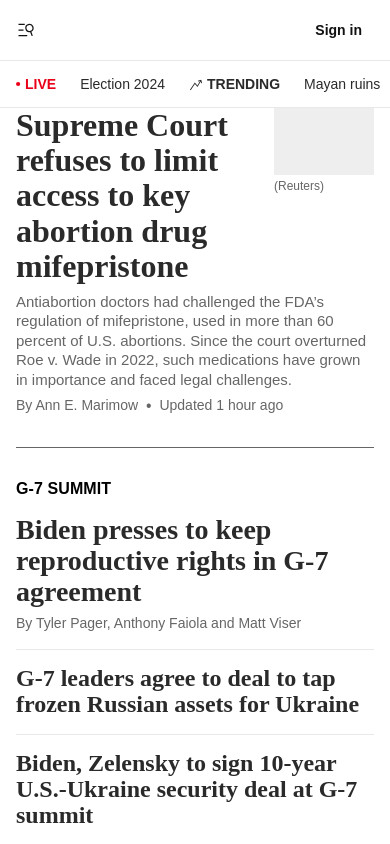 Sign in
LIVE
Election 2024
TRENDING
Mayan ruins
Supreme Court
refuses to limit
access to key
abortion drug
mifepristone
(Reuters)
Antiabortion doctors had challenged the FDA’s
regulation of mifepristone, used in more than 60
percent of U.S. abortions. Since the court overturned
Roe v. Wade in 2022, such medications have grown
in importance and faced legal challenges.
By Ann E. Marimow • Updated 1 hour ago
G-7 SUMMIT
Biden presses to keep
reproductive rights in G-7
agreement
By Tyler Pager, Anthony Faiola and Matt Viser
G-7 leaders agree to deal to tap
frozen Russian assets for Ukraine
Biden, Zelensky to sign 10-year
U.S.-Ukraine security deal at G-7
summit